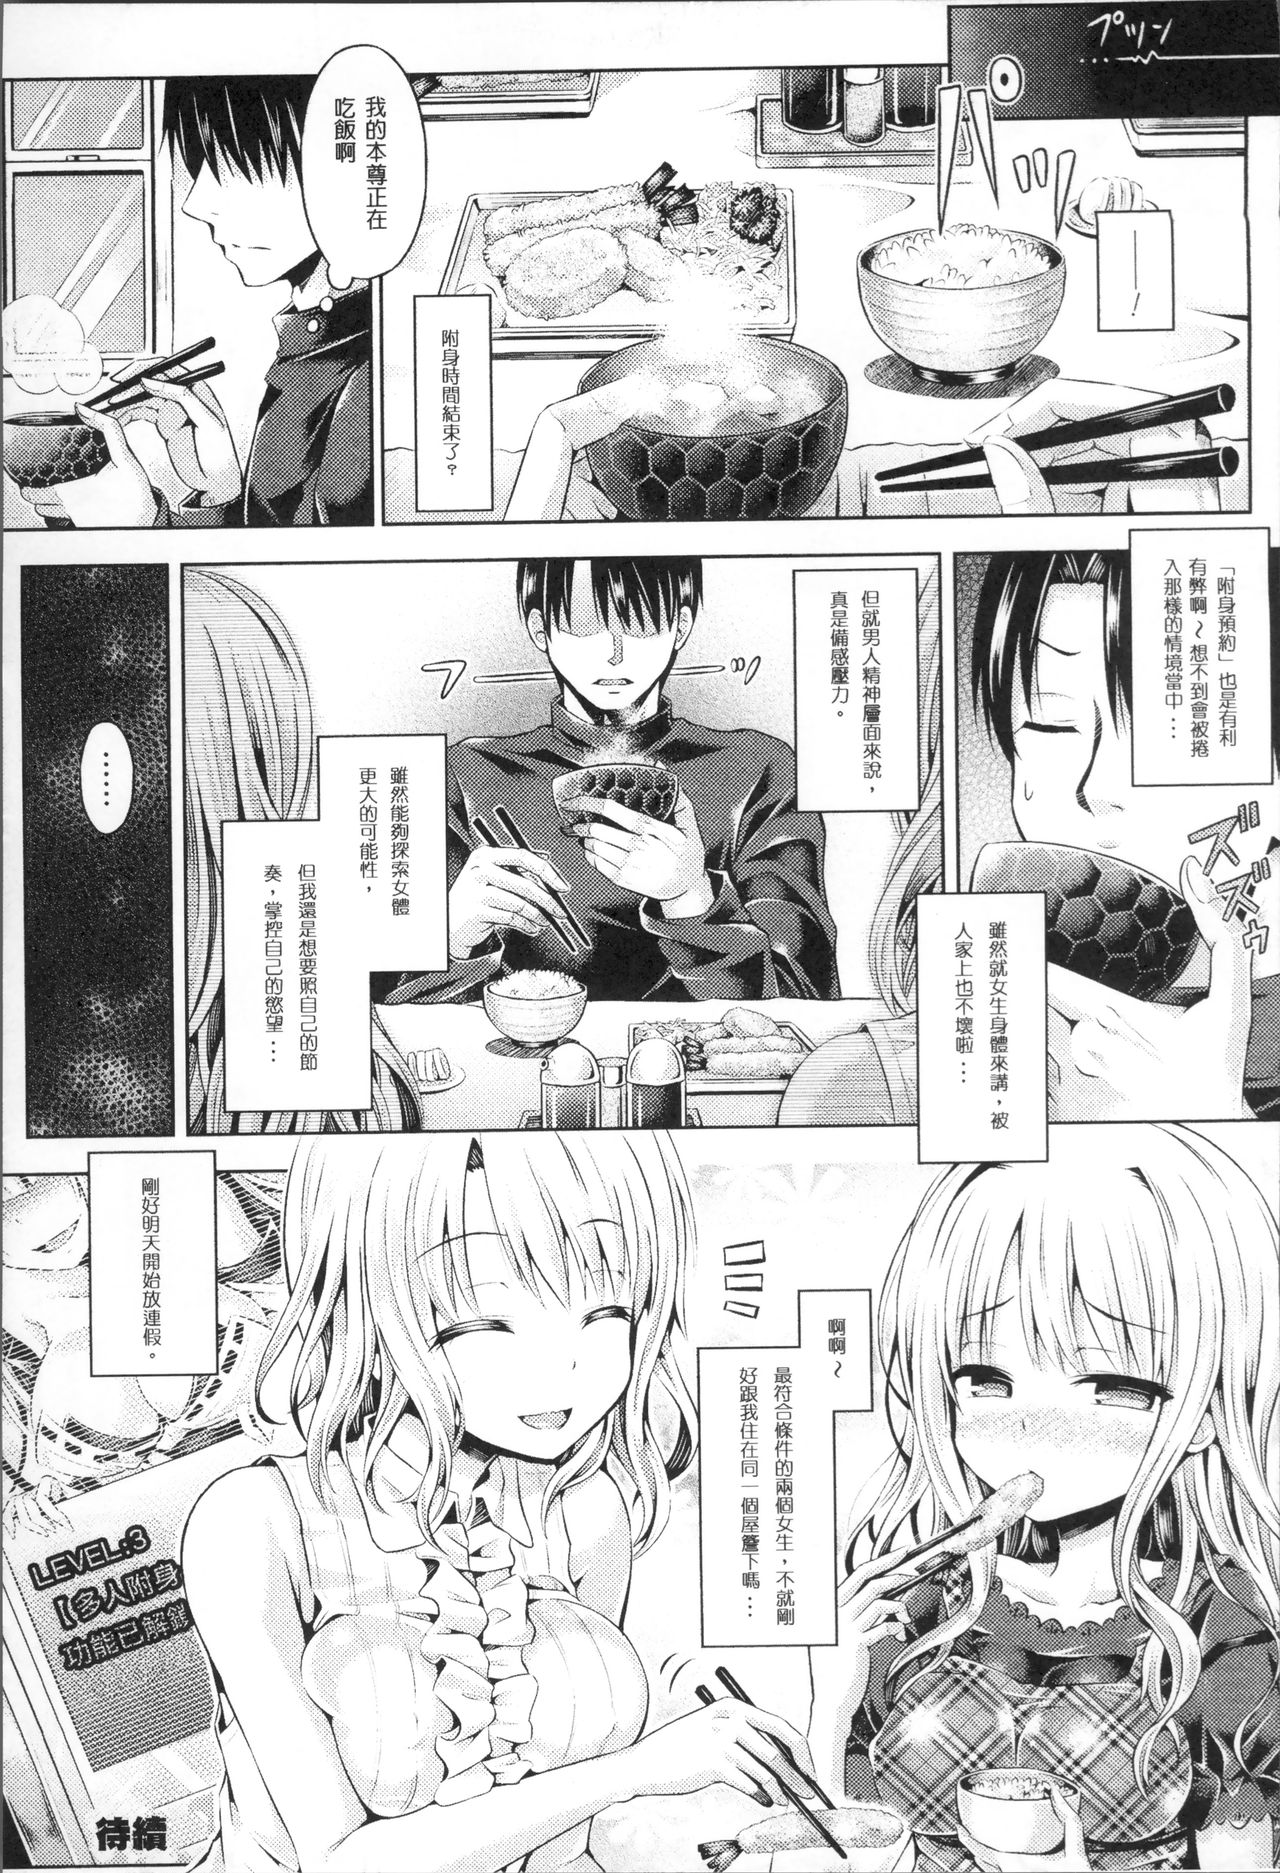 プツン
ガバッ
附身時間結束了?
我的本尊正在
吃飯啊
「附身預約」也是有利
有弊啊～想不到會被捲
入那樣的情境當中…
ズズズゥ
雖然就女生身體來講，被
人家上也不壞啦…
但就男人精神層面來說，
真是備感壓力。
雖然能夠探索女體
更大的可能性，
但我還是想要照自己的節
奏，掌控自己的慾望…
……
啊啊～
最符合條件的兩個女生，不就剛
好跟我住在同一個屋簷下嗎…
剛好明天開始放連假。
LEVEL:3
【多人附身
功能已解鎖
待續